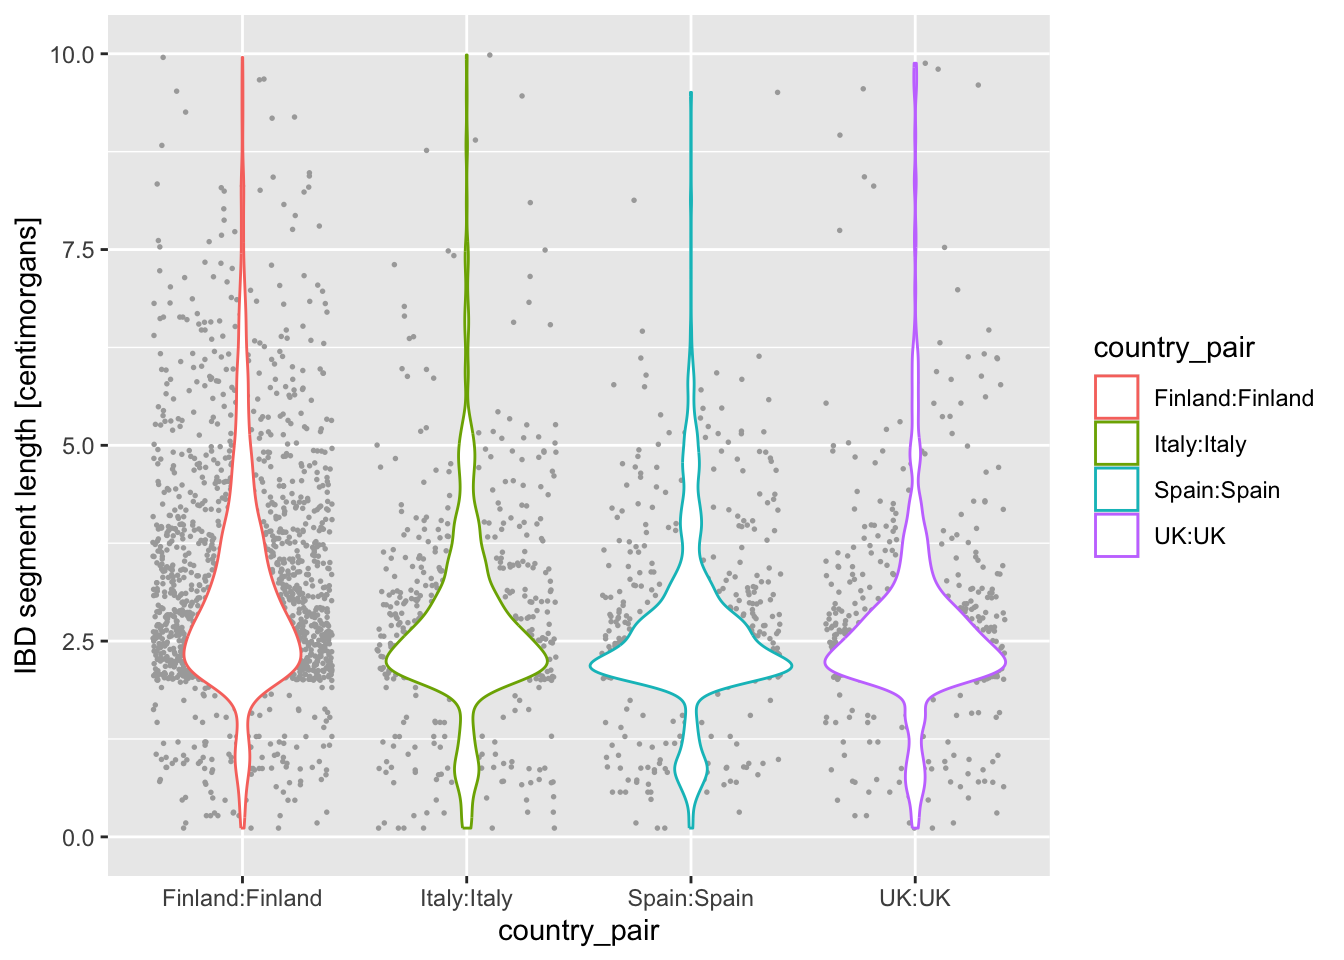 10.0
7.5
5.0
2.5
0.0
IBD segment length [centimorgans]
Finland:Finland
Italy:Italy
Spain:Spain
UK:UK
country_pair
country_pair
Finland:Finland
Italy:Italy
Spain:Spain
UK:UK